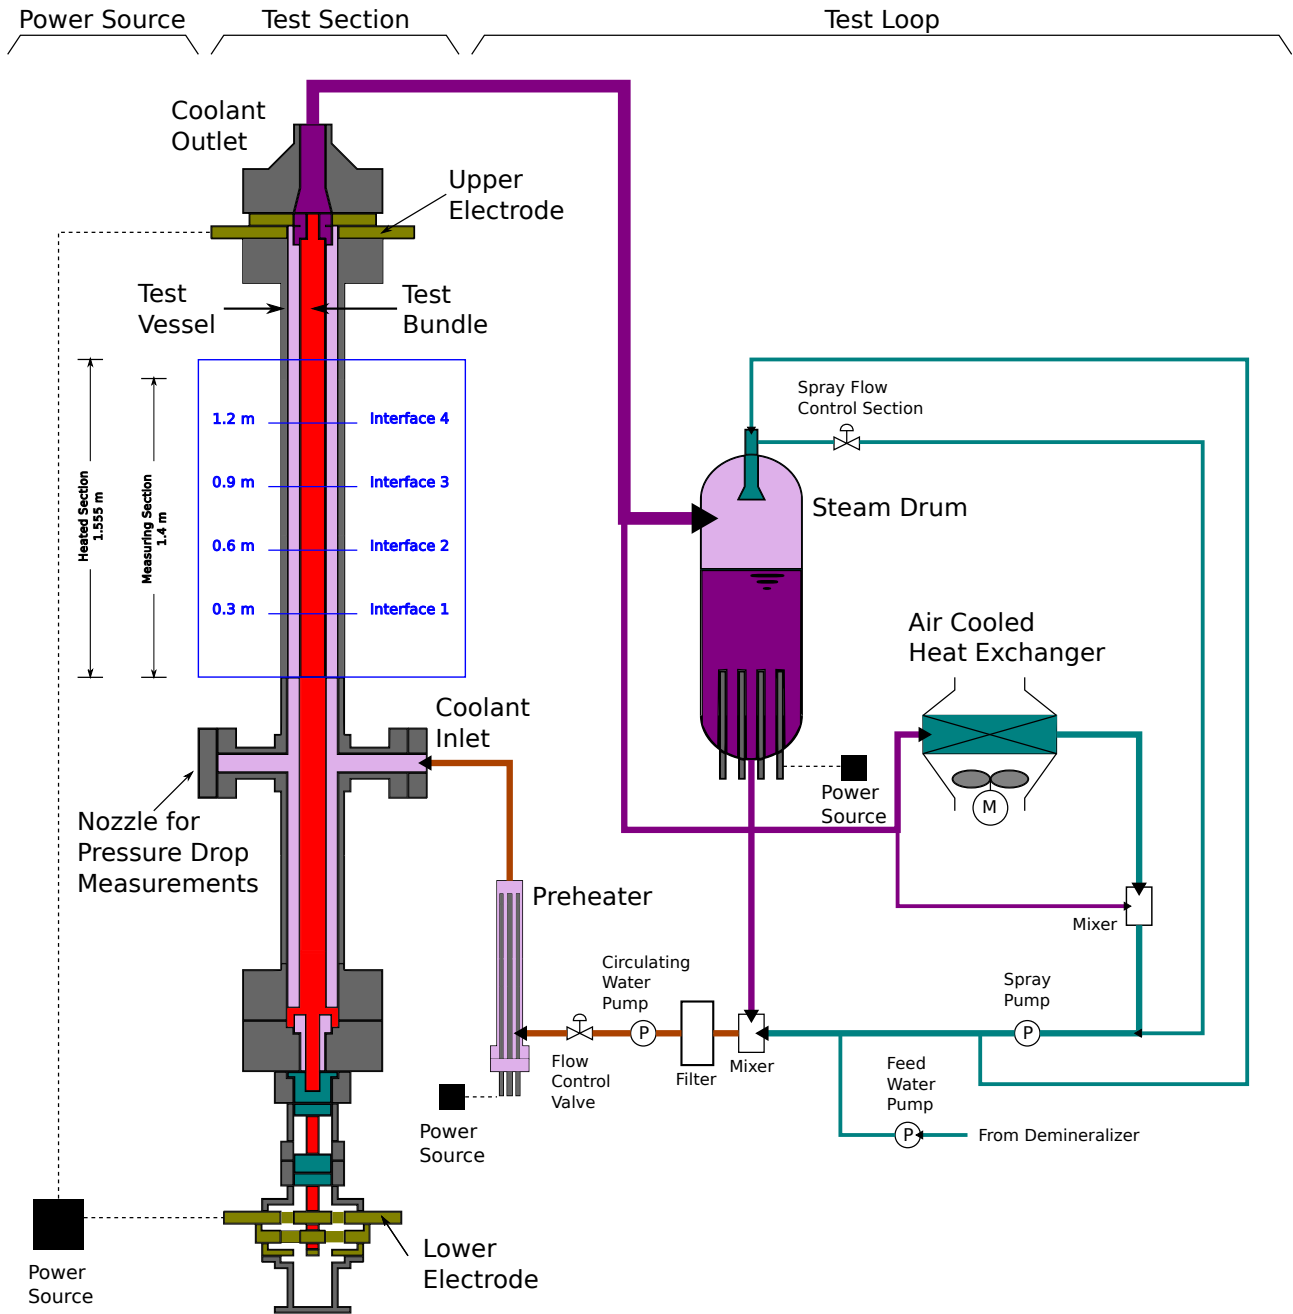 Power Source
Test Section
Test Loop
Coolant
Outlet
Upper
Electrode
Test
Vessel
Test
Bundle
Heated Section
1.555 m
Measuring Section
1.4 m
1.2 m
Interface 4
0.9 m
Interface 3
0.6 m
Interface 2
0.3 m
Interface 1
Spray Flow
Control Section
Steam Drum
Air Cooled
Heat Exchanger
M
Power
Source
Coolant
Inlet
Nozzle for
Pressure Drop
Measurements
Preheater
Mixer
Circulating
Water
Pump
P
Spray
Pump
P
Flow
Control
Valve
Filter
Mixer
Feed
Water
Pump
P
From Demineralizer
Power
Source
Lower
Electrode
Power
Source